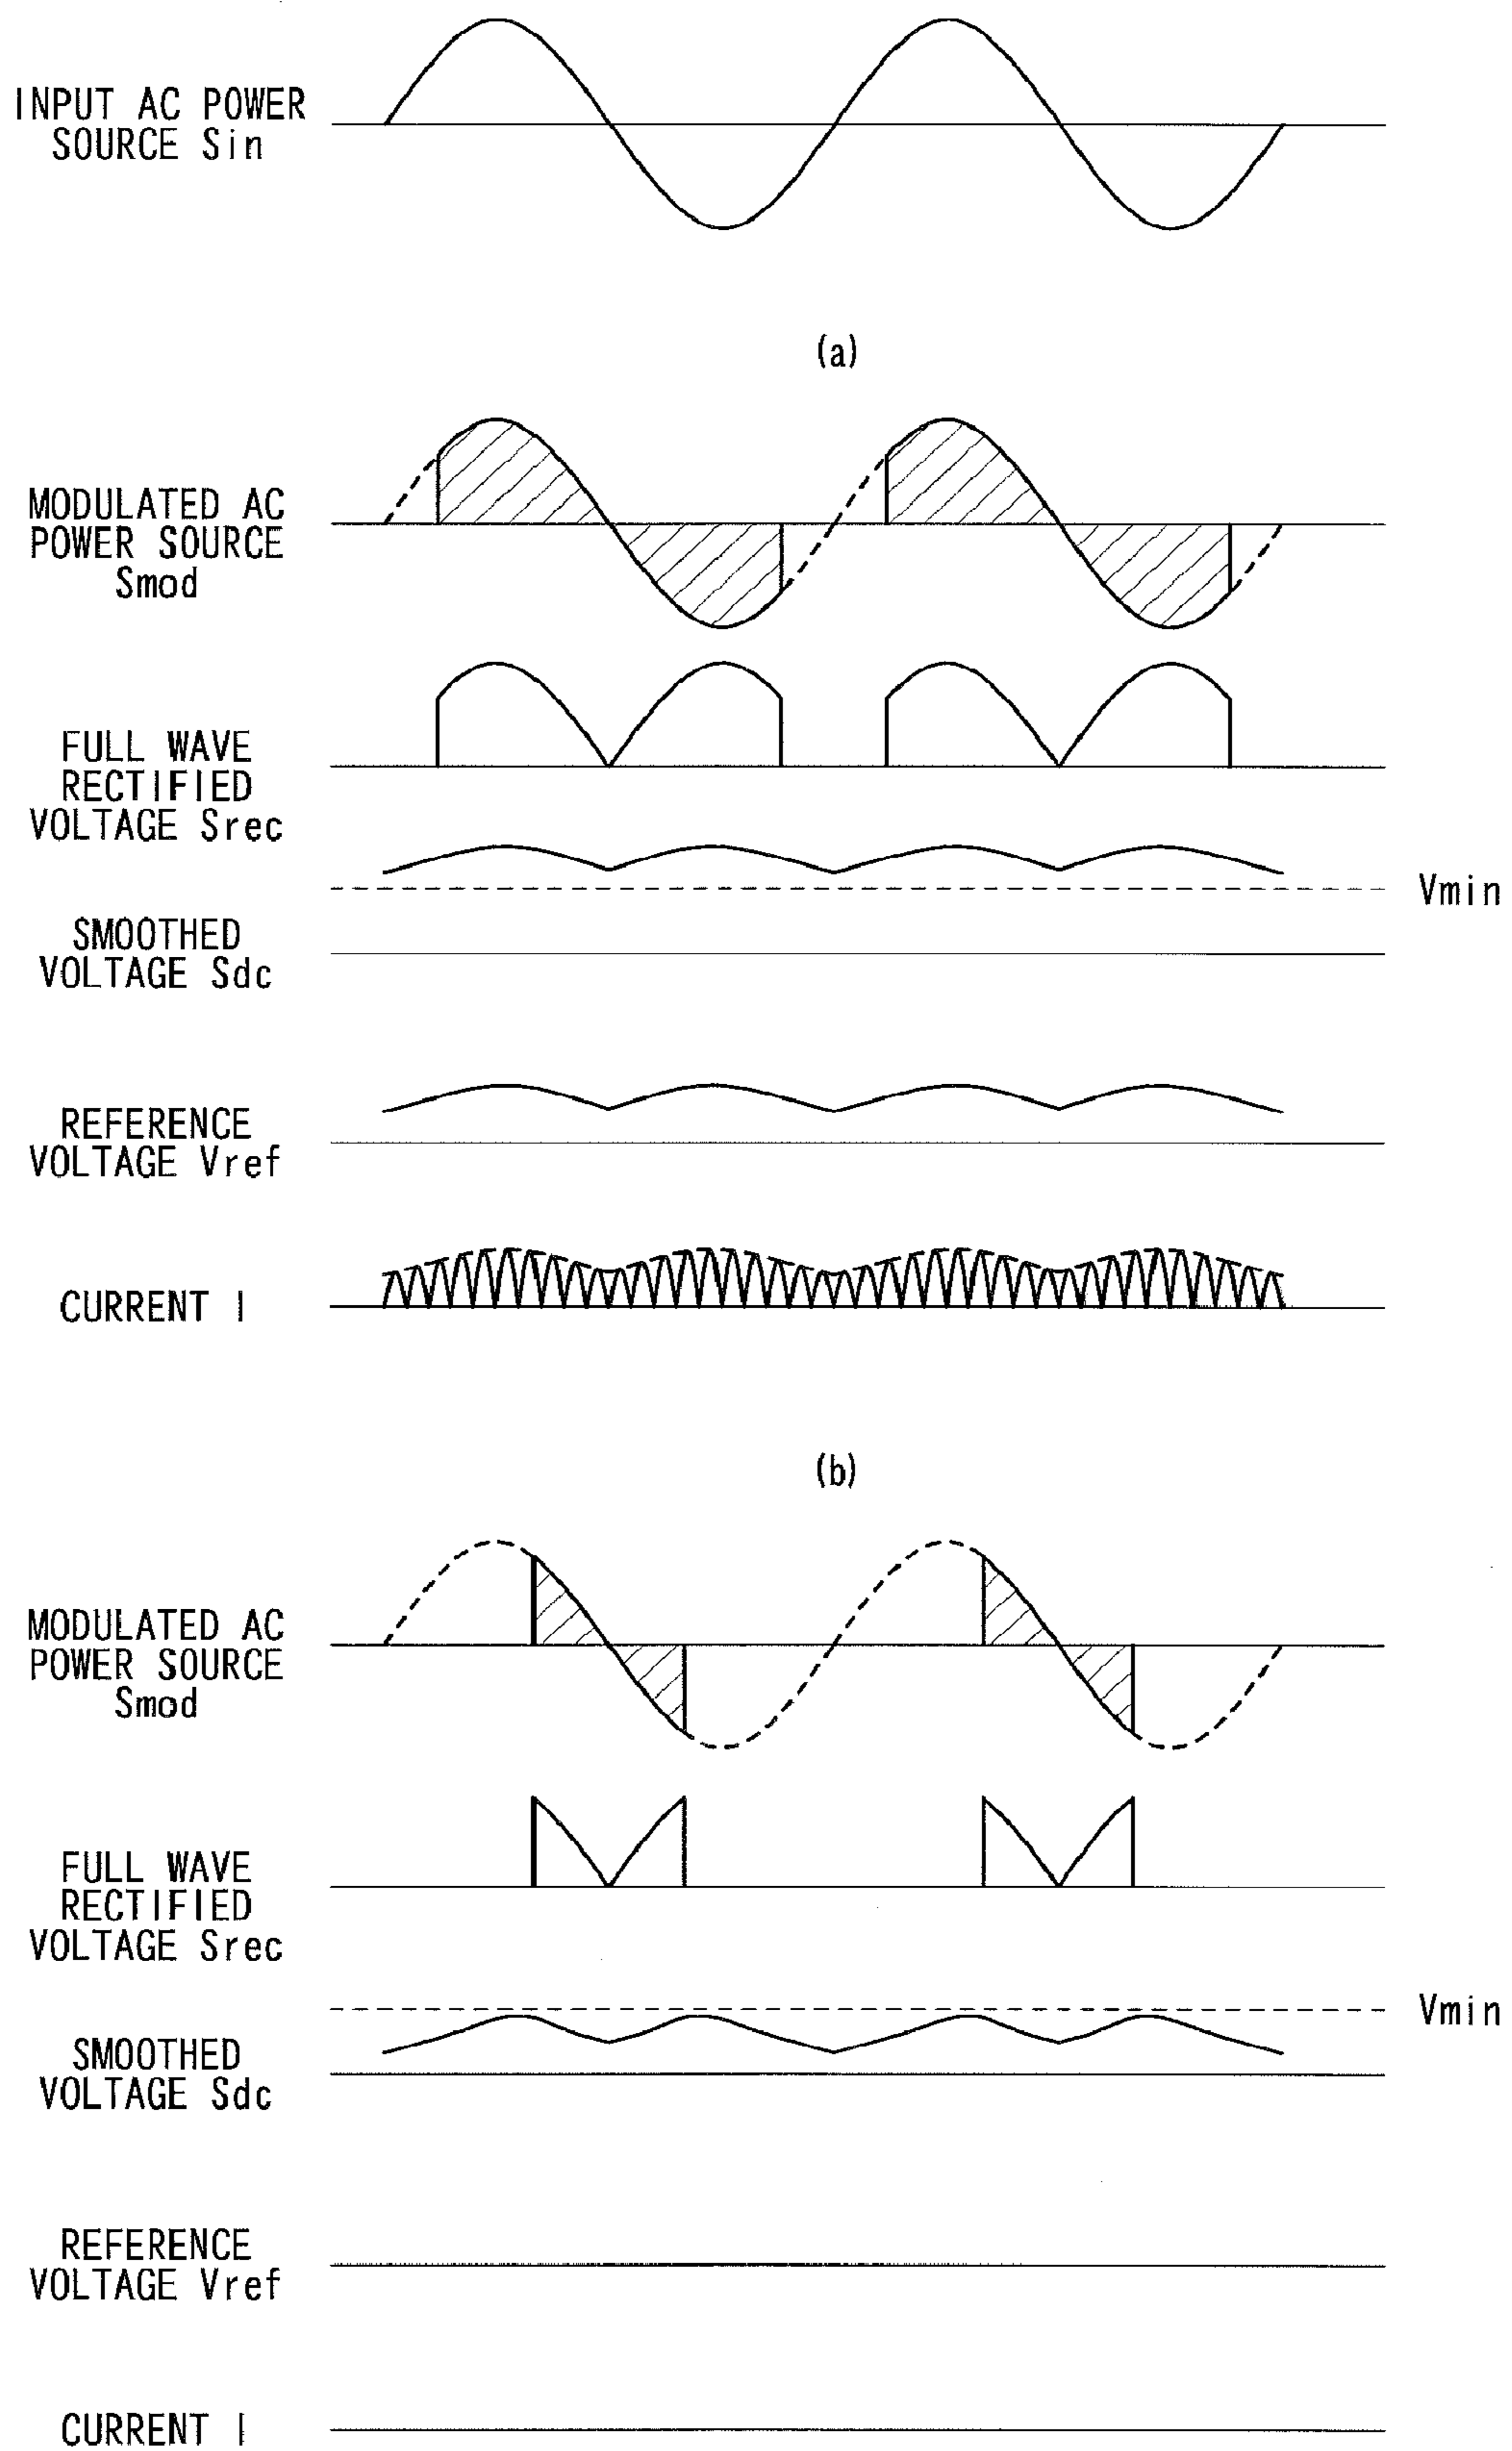 INPUT AC POWER
SOURCE Sin
(a)
MODULATED AC
POWER SOURCE
Smod
FULL WAVE
RECTIFIED
VOLTAGE Srec
Vmin
SMOOTHED
VOLTAGE Sdc
REFERENCE
VOLTAGE Vref
CURRENT I
(b)
MODULATED AC
POWER SOURCE
Smod
FULL WAVE
RECTIFIED
VOLTAGE Srec
Vmin
SMOOTHED
VOLTAGE Sdc
REFERENCE
VOLTAGE Vref
CURRENT I